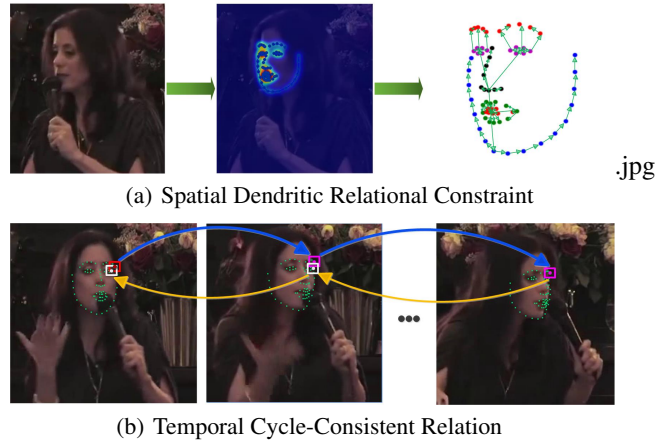 .jpg
(a) Spatial Dendritic Relational Constraint
(b) Temporal Cycle-Consistent Relation